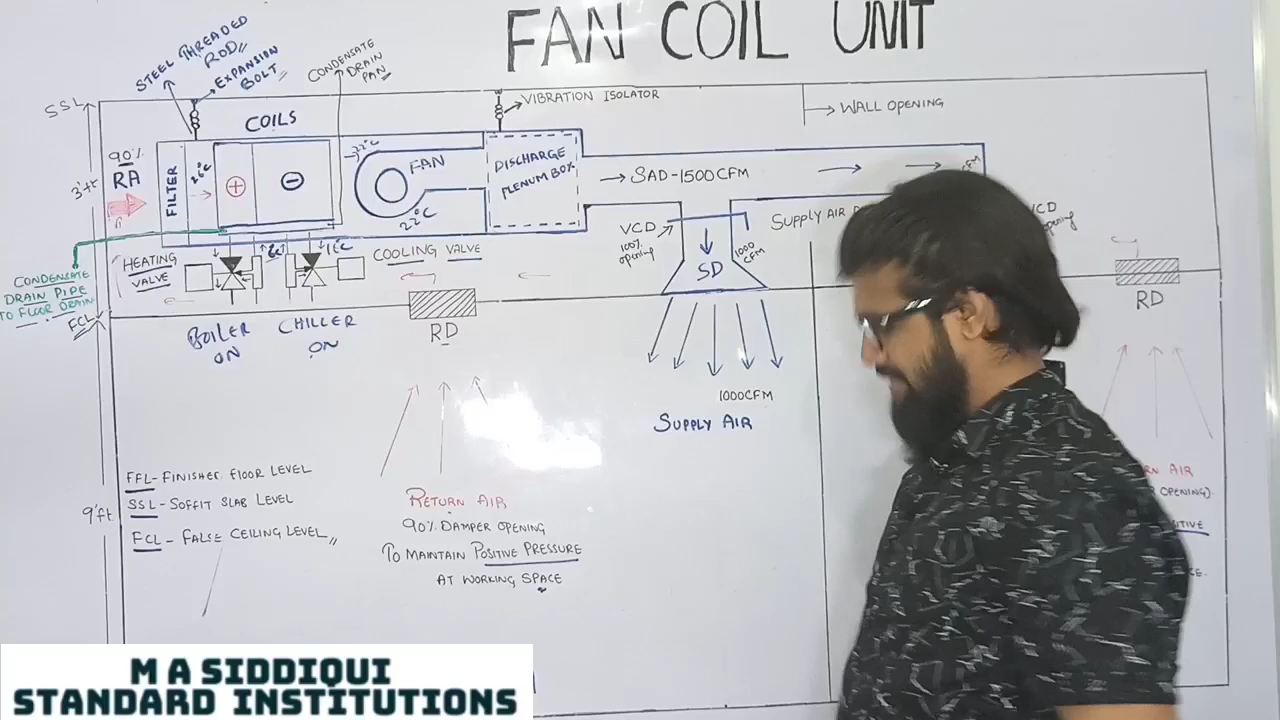 FAN COIL UNIT
STEEL THREADED
ROD
EXPANSION
BOLT
CONDENSATE
DRAIN
PAN
SSL
3'ft
VIBRATION ISOLATOR
WALL OPENING
COILS
90%
RA
FILTER
26°C
+
-
FAN
22°C
DISCHARGE
PLENUM BOX
SAD-1500CFM
VCD
100%
opening
1000
CFM
SD
SUPPLY AIR
VCD
opening
CONDENSATE
DRAIN PIPE
TO FLOOR DRAIN
FCL
HEATING
VALVE
COOLING VALVE
BOILER
ON
CHILLER
ON
RD
RD
1000CFM
SUPPLY AIR
9'ft
FFL-FINISHER FLOOR LEVEL
SSL-SOFFIT SLAB LEVEL
FCL-FALSE CEILING LEVEL
RETURN AIR
90% DAMPER OPENING
TO MAINTAIN POSITIVE PRESSURE
AT WORKING SPACE
AIR
OPENING)
M A SIDDIQUI
STANDARD INSTITUTIONS